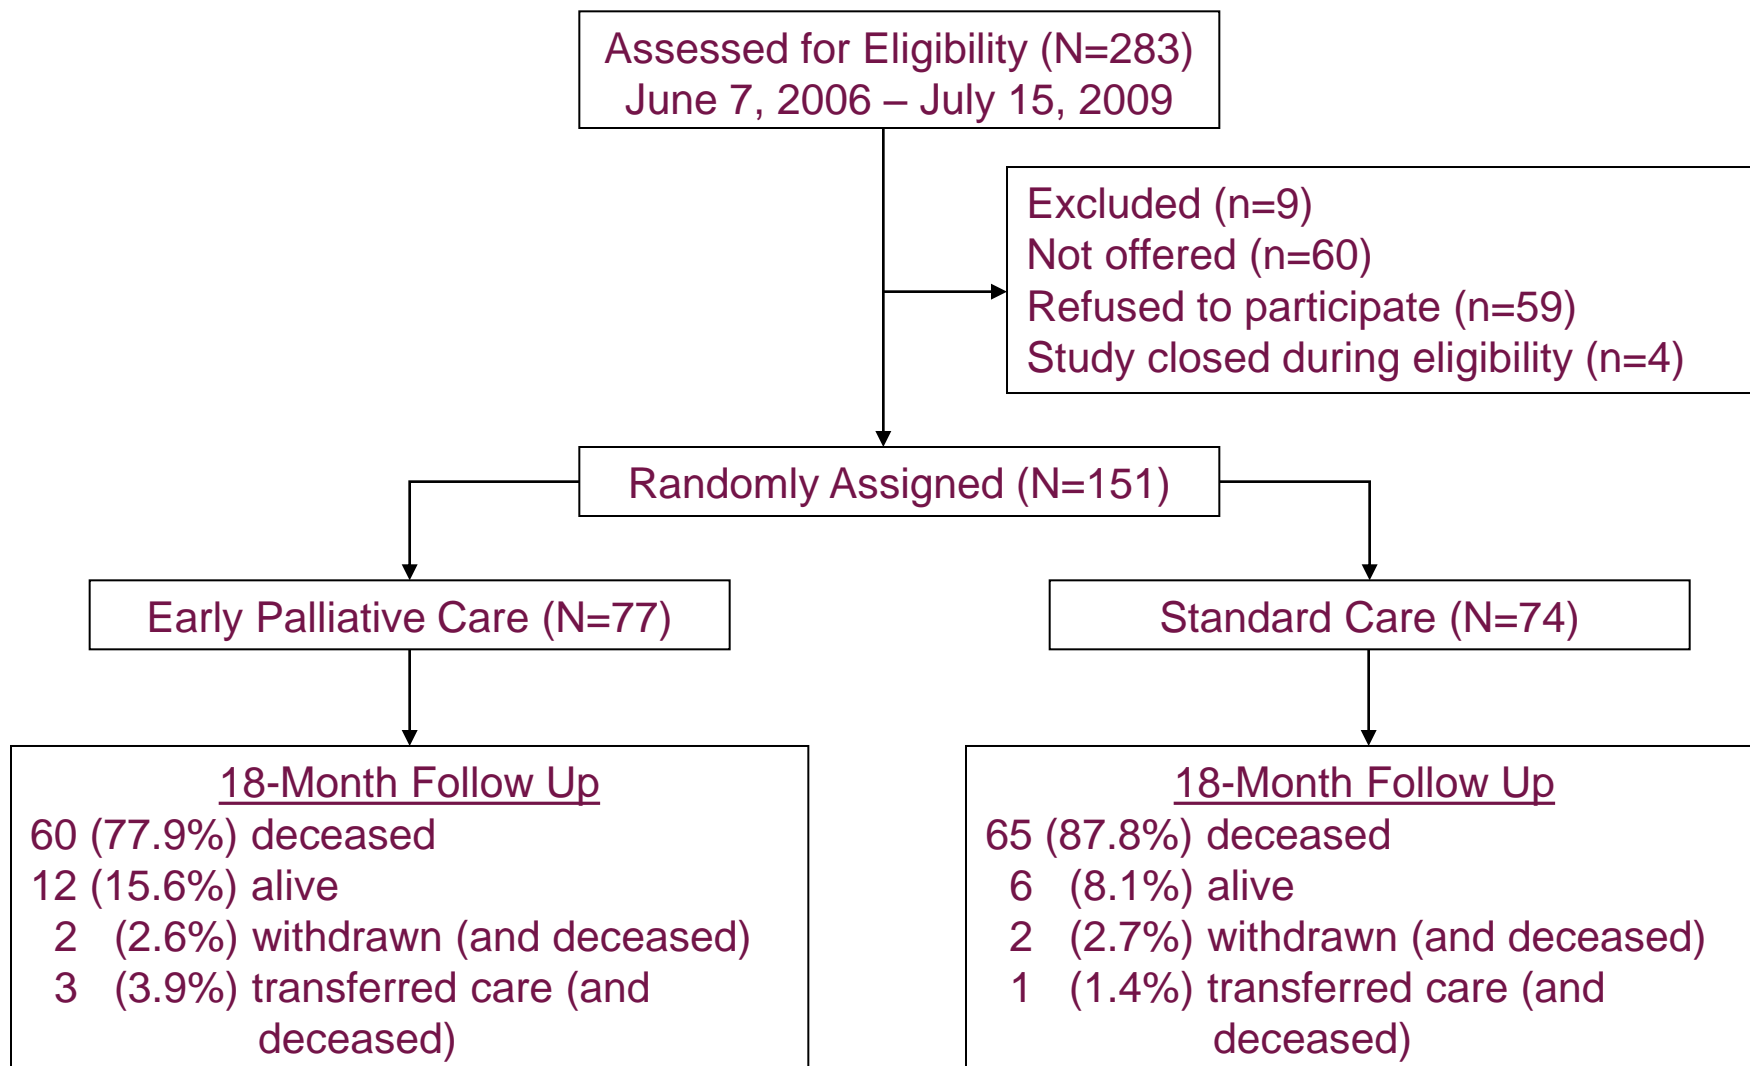 Assessed for Eligibility (N=283)
June 7, 2006 – July 15, 2009
Excluded (n=9)
Not offered (n=60)
Refused to participate (n=59)
Study closed during eligibility (n=4)
Randomly Assigned (N=151)
Early Palliative Care (N=77)
Standard Care (N=74)
18-Month Follow Up
60 (77.9%) deceased
12 (15.6%) alive
2 (2.6%) withdrawn (and deceased)
3 (3.9%) transferred care (and
deceased)
18-Month Follow Up
65 (87.8%) deceased
6 (8.1%) alive
2 (2.7%) withdrawn (and deceased)
1 (1.4%) transferred care (and
deceased)